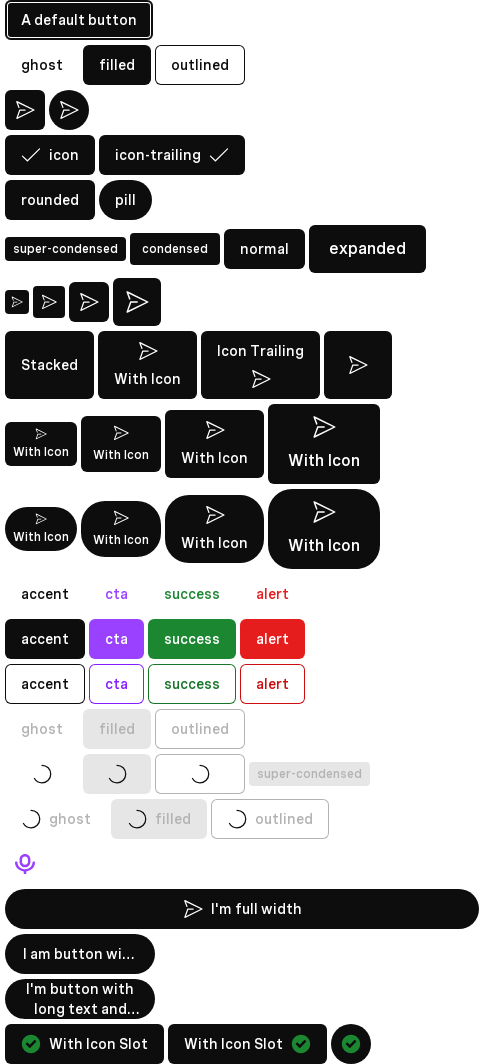 A default button
ghost filled outlined
icon icon-trailing
rounded pill
super-condensed condensed normal expanded
Stacked With Icon Icon Trailing
With Icon With Icon With Icon With Icon
With Icon With Icon With Icon With Icon
accent cta success alert
accent cta success alert
accent cta success alert
ghost filled outlined
super-condensed
ghost filled outlined
I'm full width
I am button wi...
I'm button with
long text and...
With Icon Slot With Icon Slot